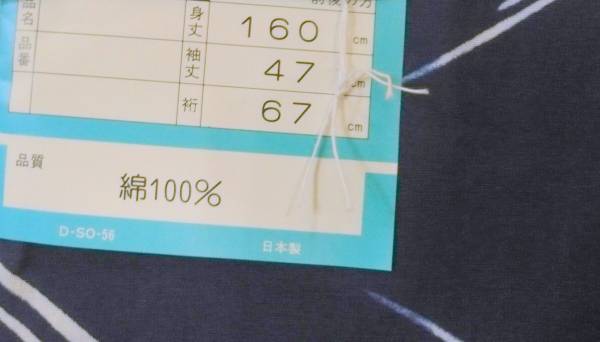 品名
身丈 160 cm
品番
袖丈 47 cm
裄 67 cm
品質
綿100%
D-SO-56
日本製